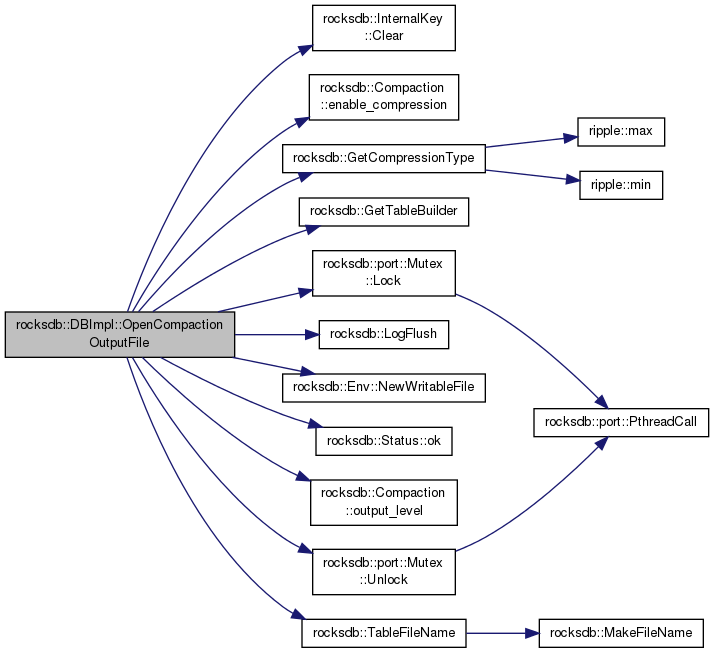 rocksdb::InternalKey
::Clear
rocksdb::Compaction
::enable_compression
ripple::max
rocksdb::GetCompressionType
ripple::min
rocksdb::GetTableBuilder
rocksdb::port::Mutex
::Lock
rocksdb::DBImpl::OpenCompaction
OutputFile
rocksdb::LogFlush
rocksdb::Env::NewWritableFile
rocksdb::port::PthreadCall
rocksdb::Status::ok
rocksdb::Compaction
::output_level
rocksdb::port::Mutex
::Unlock
rocksdb::TableFileName
rocksdb::MakeFileName